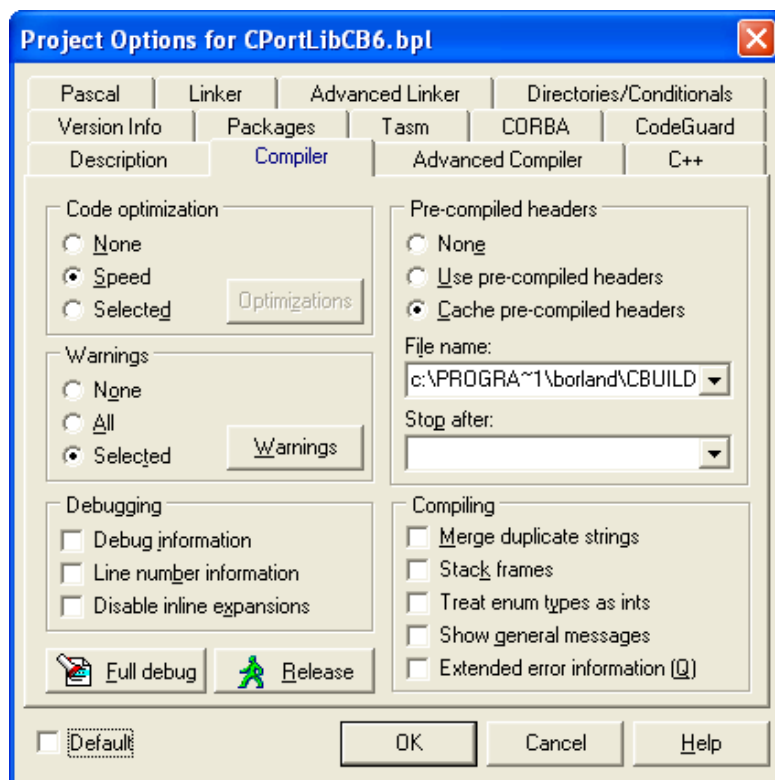 Project Options for CPortLibCB6.bpl
Pascal Linker Advanced Linker Directories/Conditionals
Version Info Packages Tasm CORBA CodeGuard
Description Compiler Advanced Compiler C++
Code optimization
None
Speed
Selected
Optimizations
Warnings
None
All
Selected
Warnings
Debugging
Debug information
Line number information
Disable inline expansions
Full debug Release
Pre-compiled headers
None
Use pre-compiled headers
Cache pre-compiled headers
File name:
c:\PROGRA~1\borland\CBUILD
Stop after:
Compiling
Merge duplicate strings
Stack frames
Treat enum types as ints
Show general messages
Extended error information (Q)
Default OK Cancel Help